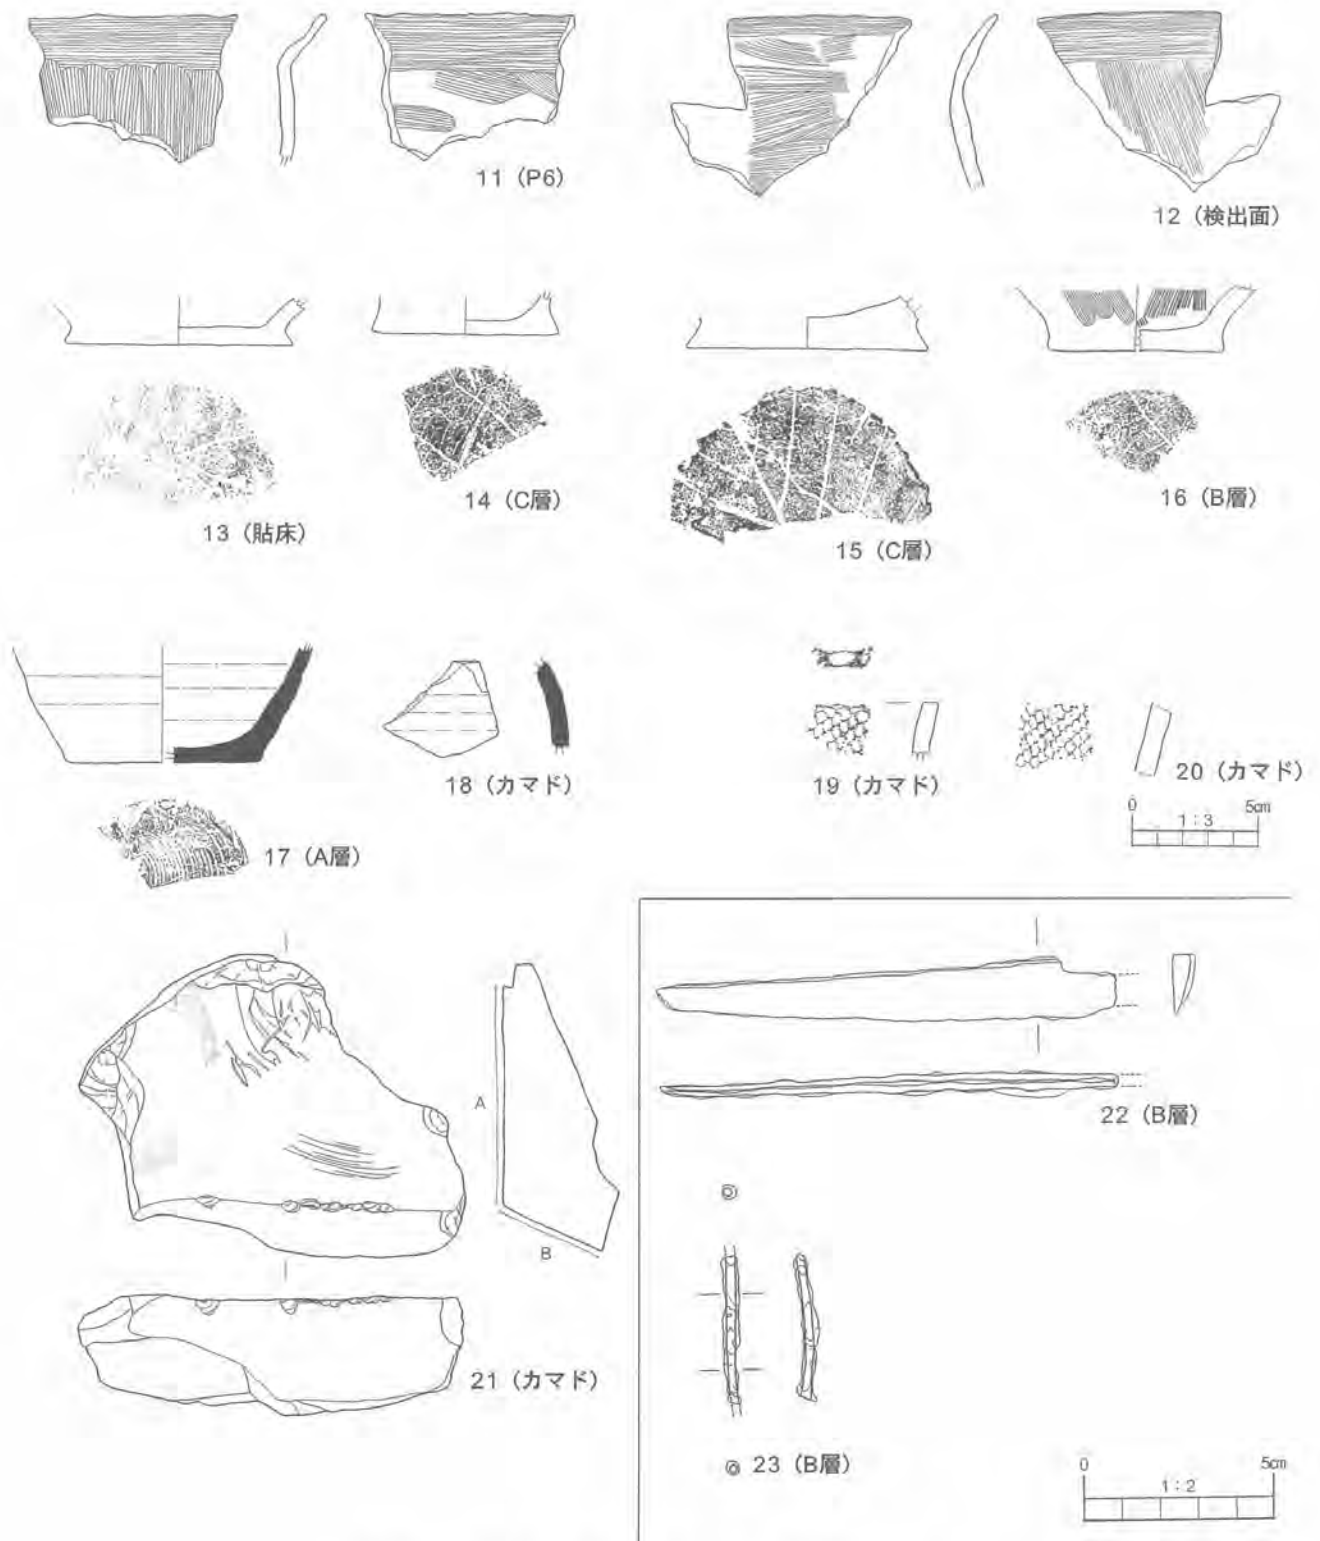 11（P6）
12（検出面）
13（貼床）
14（C層）
15（C層）
16（B層）
17（A層）
18（カマド）
19（カマド）
20（カマド）
0 5cm
1：3
A
B
21（カマド）
22（B層）
23（B層）
0 5cm
1：2